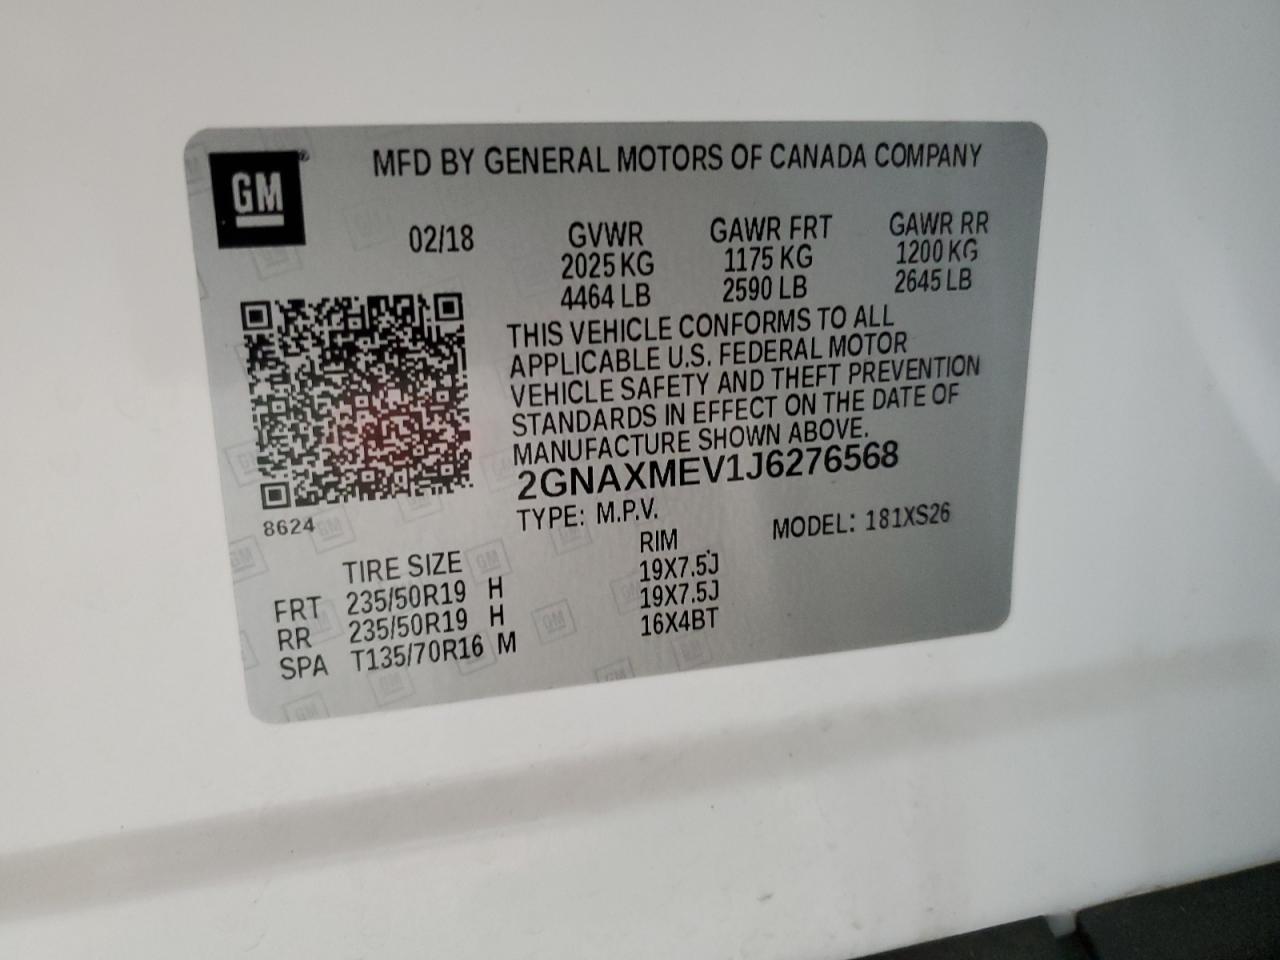 GM®
MFD BY GENERAL MOTORS OF CANADA COMPANY
02/18 GVWR GAWR FRT GAWR RR
2025 KG 1175 KG 1200 KG
4464 LB 2590 LB 2645 LB
THIS VEHICLE CONFORMS TO ALL
APPLICABLE U.S. FEDERAL MOTOR
VEHICLE SAFETY AND THEFT PREVENTION
STANDARDS IN EFFECT ON THE DATE OF
MANUFACTURE SHOWN ABOVE.
2GNAXMEV1J6276568
8624
TYPE: M.P.V. MODEL: 181XS26
TIRE SIZE RIM
FRT 235/50R19 H 19X7.5J
RR 235/50R19 H 19X7.5J
SPA T135/70R16 M 16X4BT